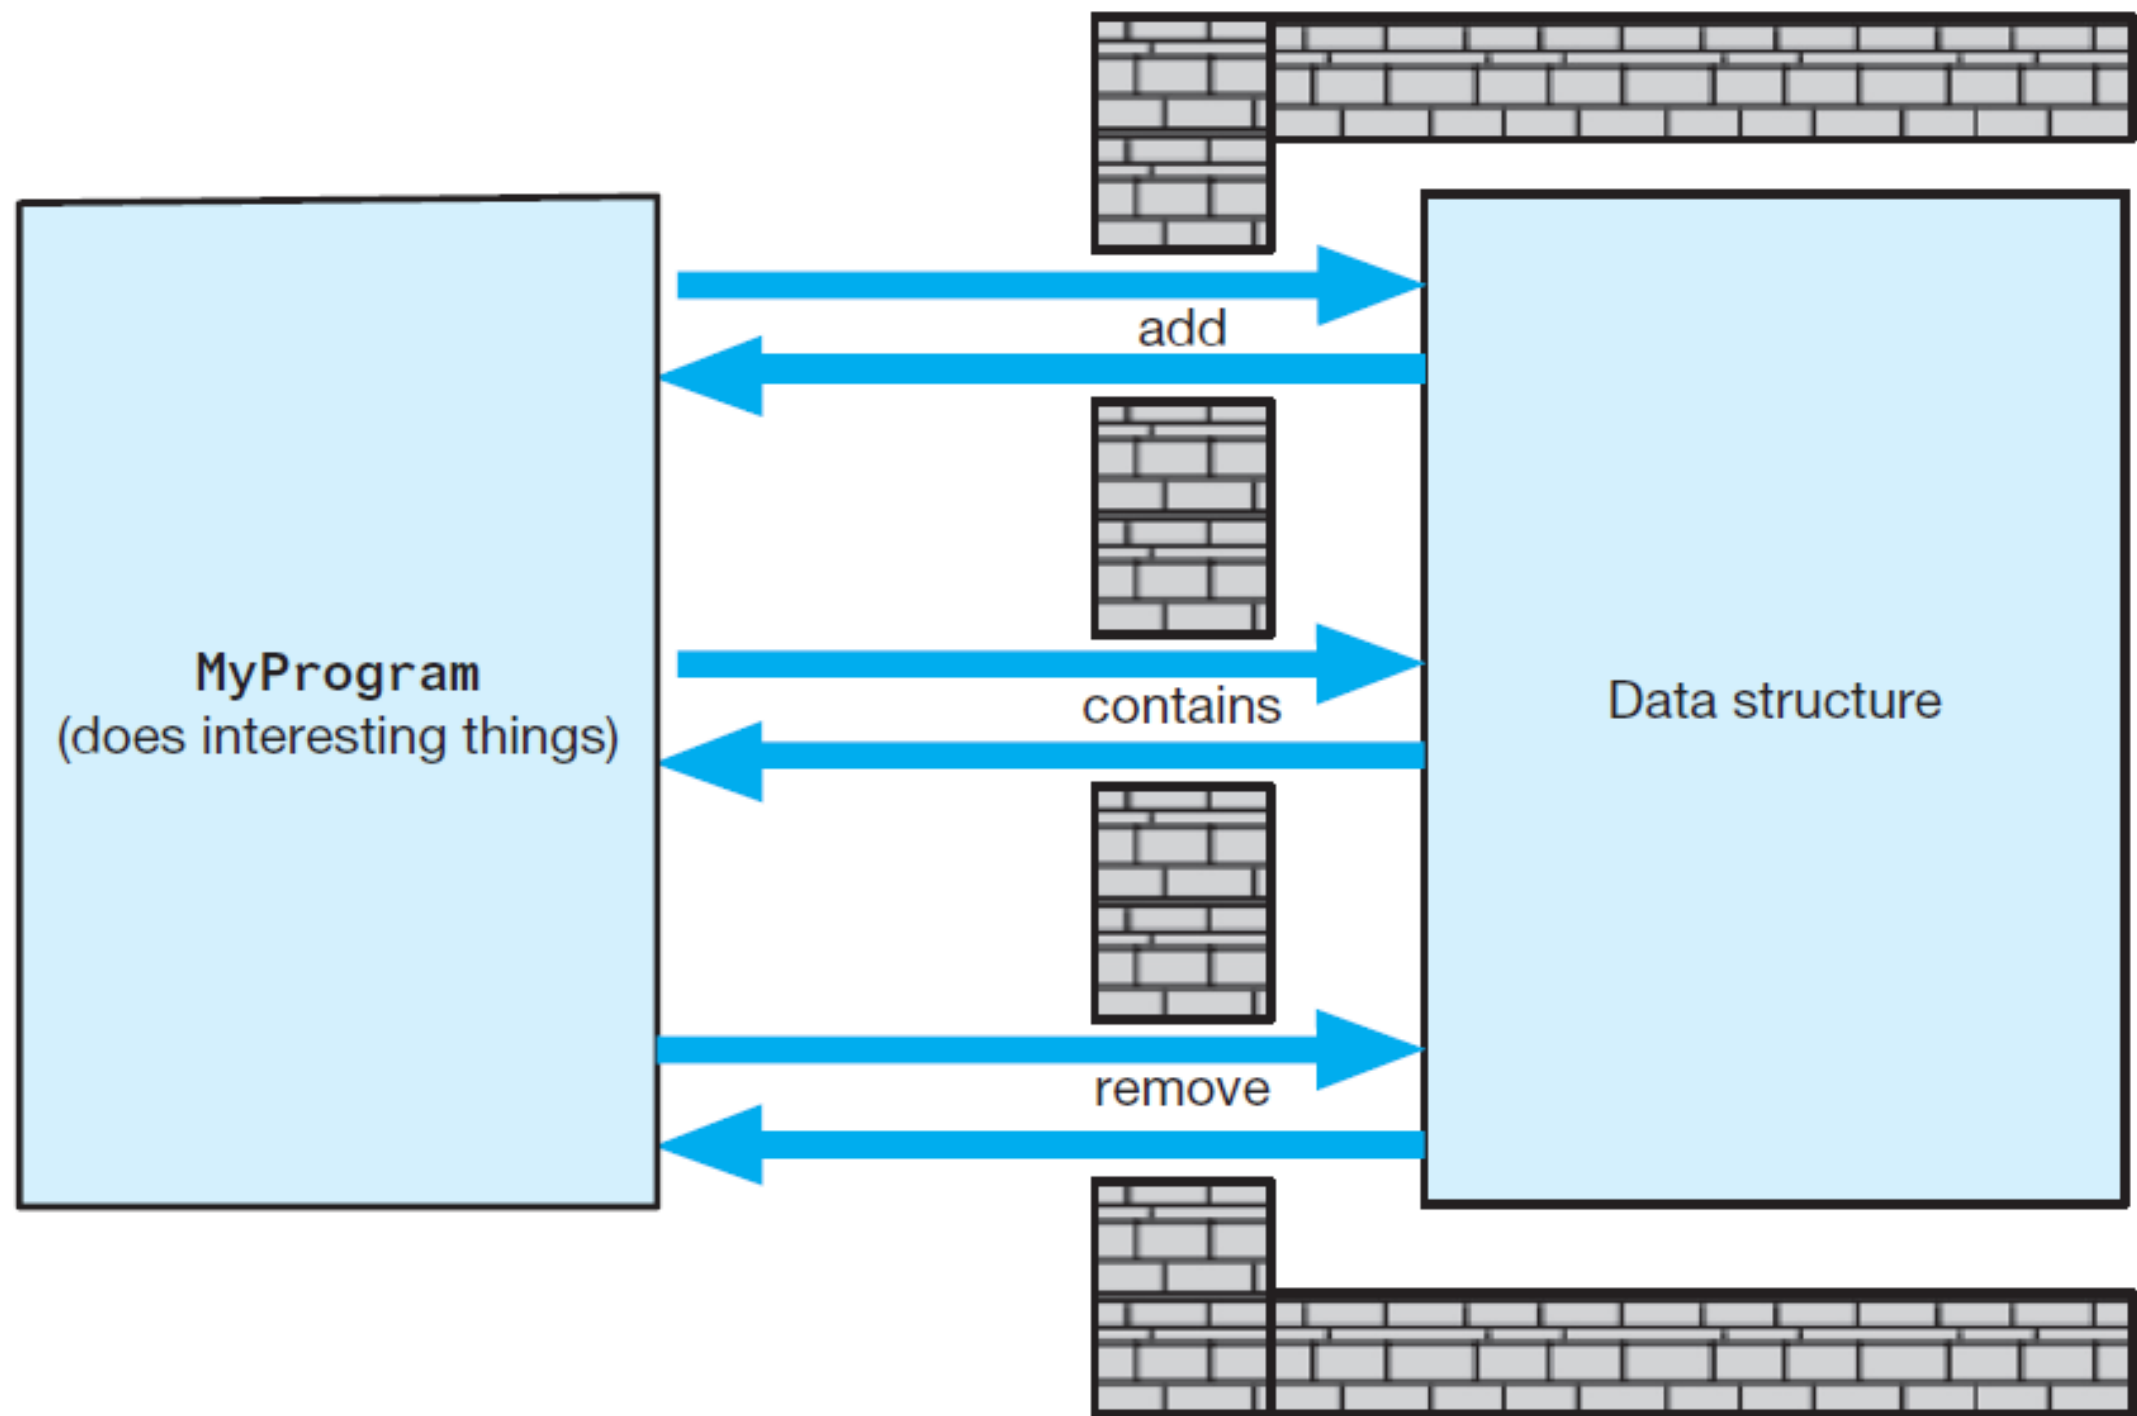 add
MyProgram
(does interesting things)
contains
Data structure
remove